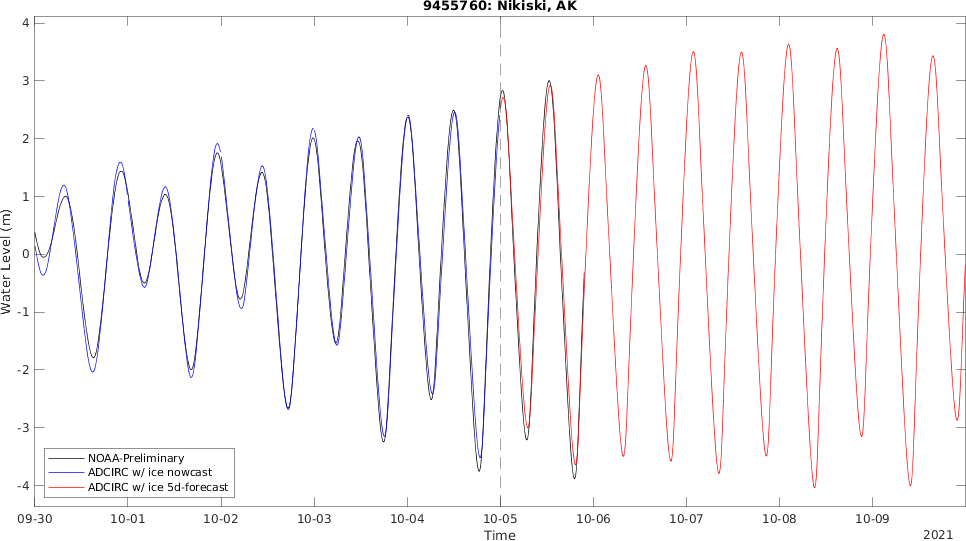 9455760: Nikiski, AK
4
3
2
1
0
-1
-2
-3
-4
Water Level (m)
NOAA-Preliminary
ADCIRC w/ ice nowcast
ADCIRC w/ ice 5d-forecast
09-30 10-01 10-02 10-03 10-04 10-05 10-06 10-07 10-08 10-09
Time
2021